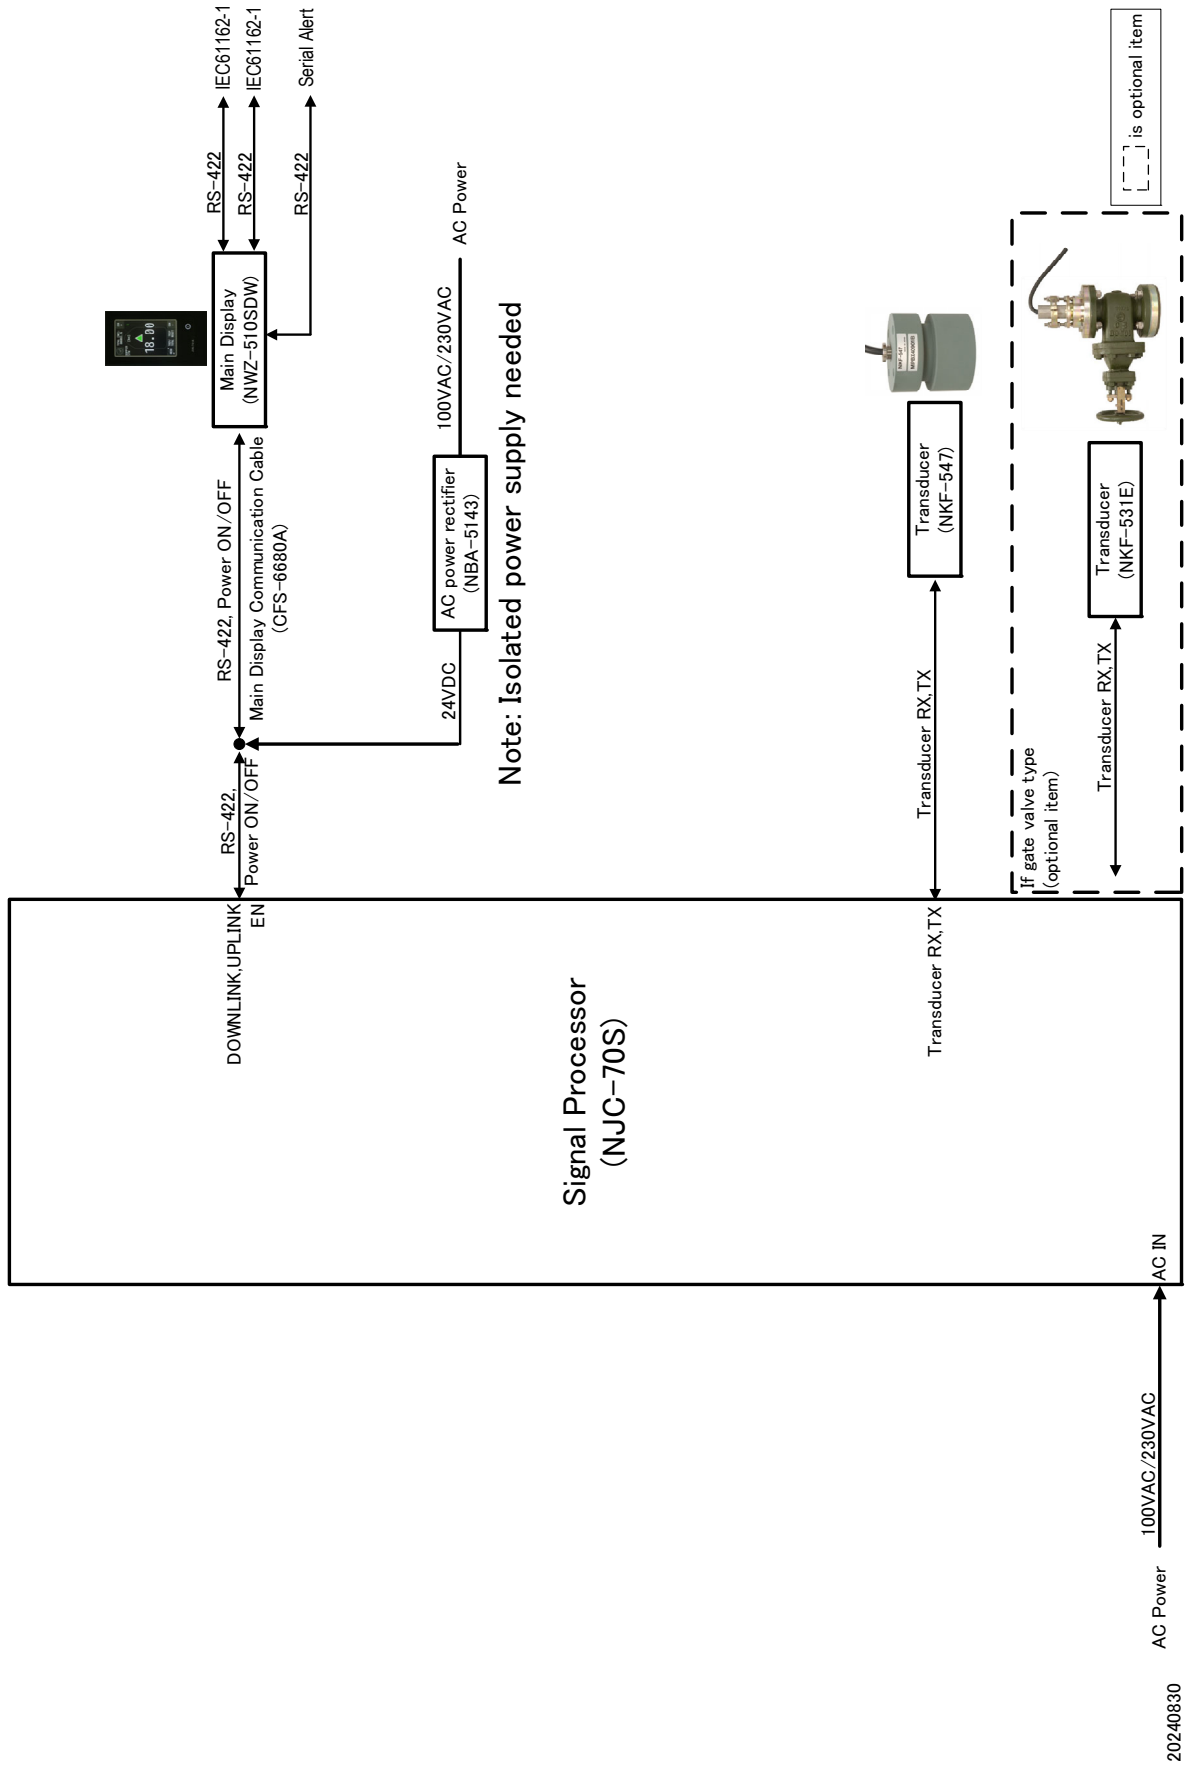 Signal Processor
(NJC-70S)
DOWNLINK,UPLINK
EN
RS-422,
Power ON/OFF
RS-422, Power ON/OFF
Main Display Communication Cable
(CFS-6680A)
18.00
Main Display
(NWZ-510SDW)
RS-422
IEC61162-1
RS-422
IEC61162-1
RS-422
Serial Alert
24VDC
AC power rectifier
(NBA-5143)
100VAC/230VAC
AC Power
Note: Isolated power supply needed
Transducer RX,TX
Transducer RX,TX
Transducer
(NKF-547)
NKF-547
If gate valve type
(optional item)
Transducer RX,TX
Transducer
(NKF-531E)
is optional item
AC Power
100VAC/230VAC
AC IN
20240830